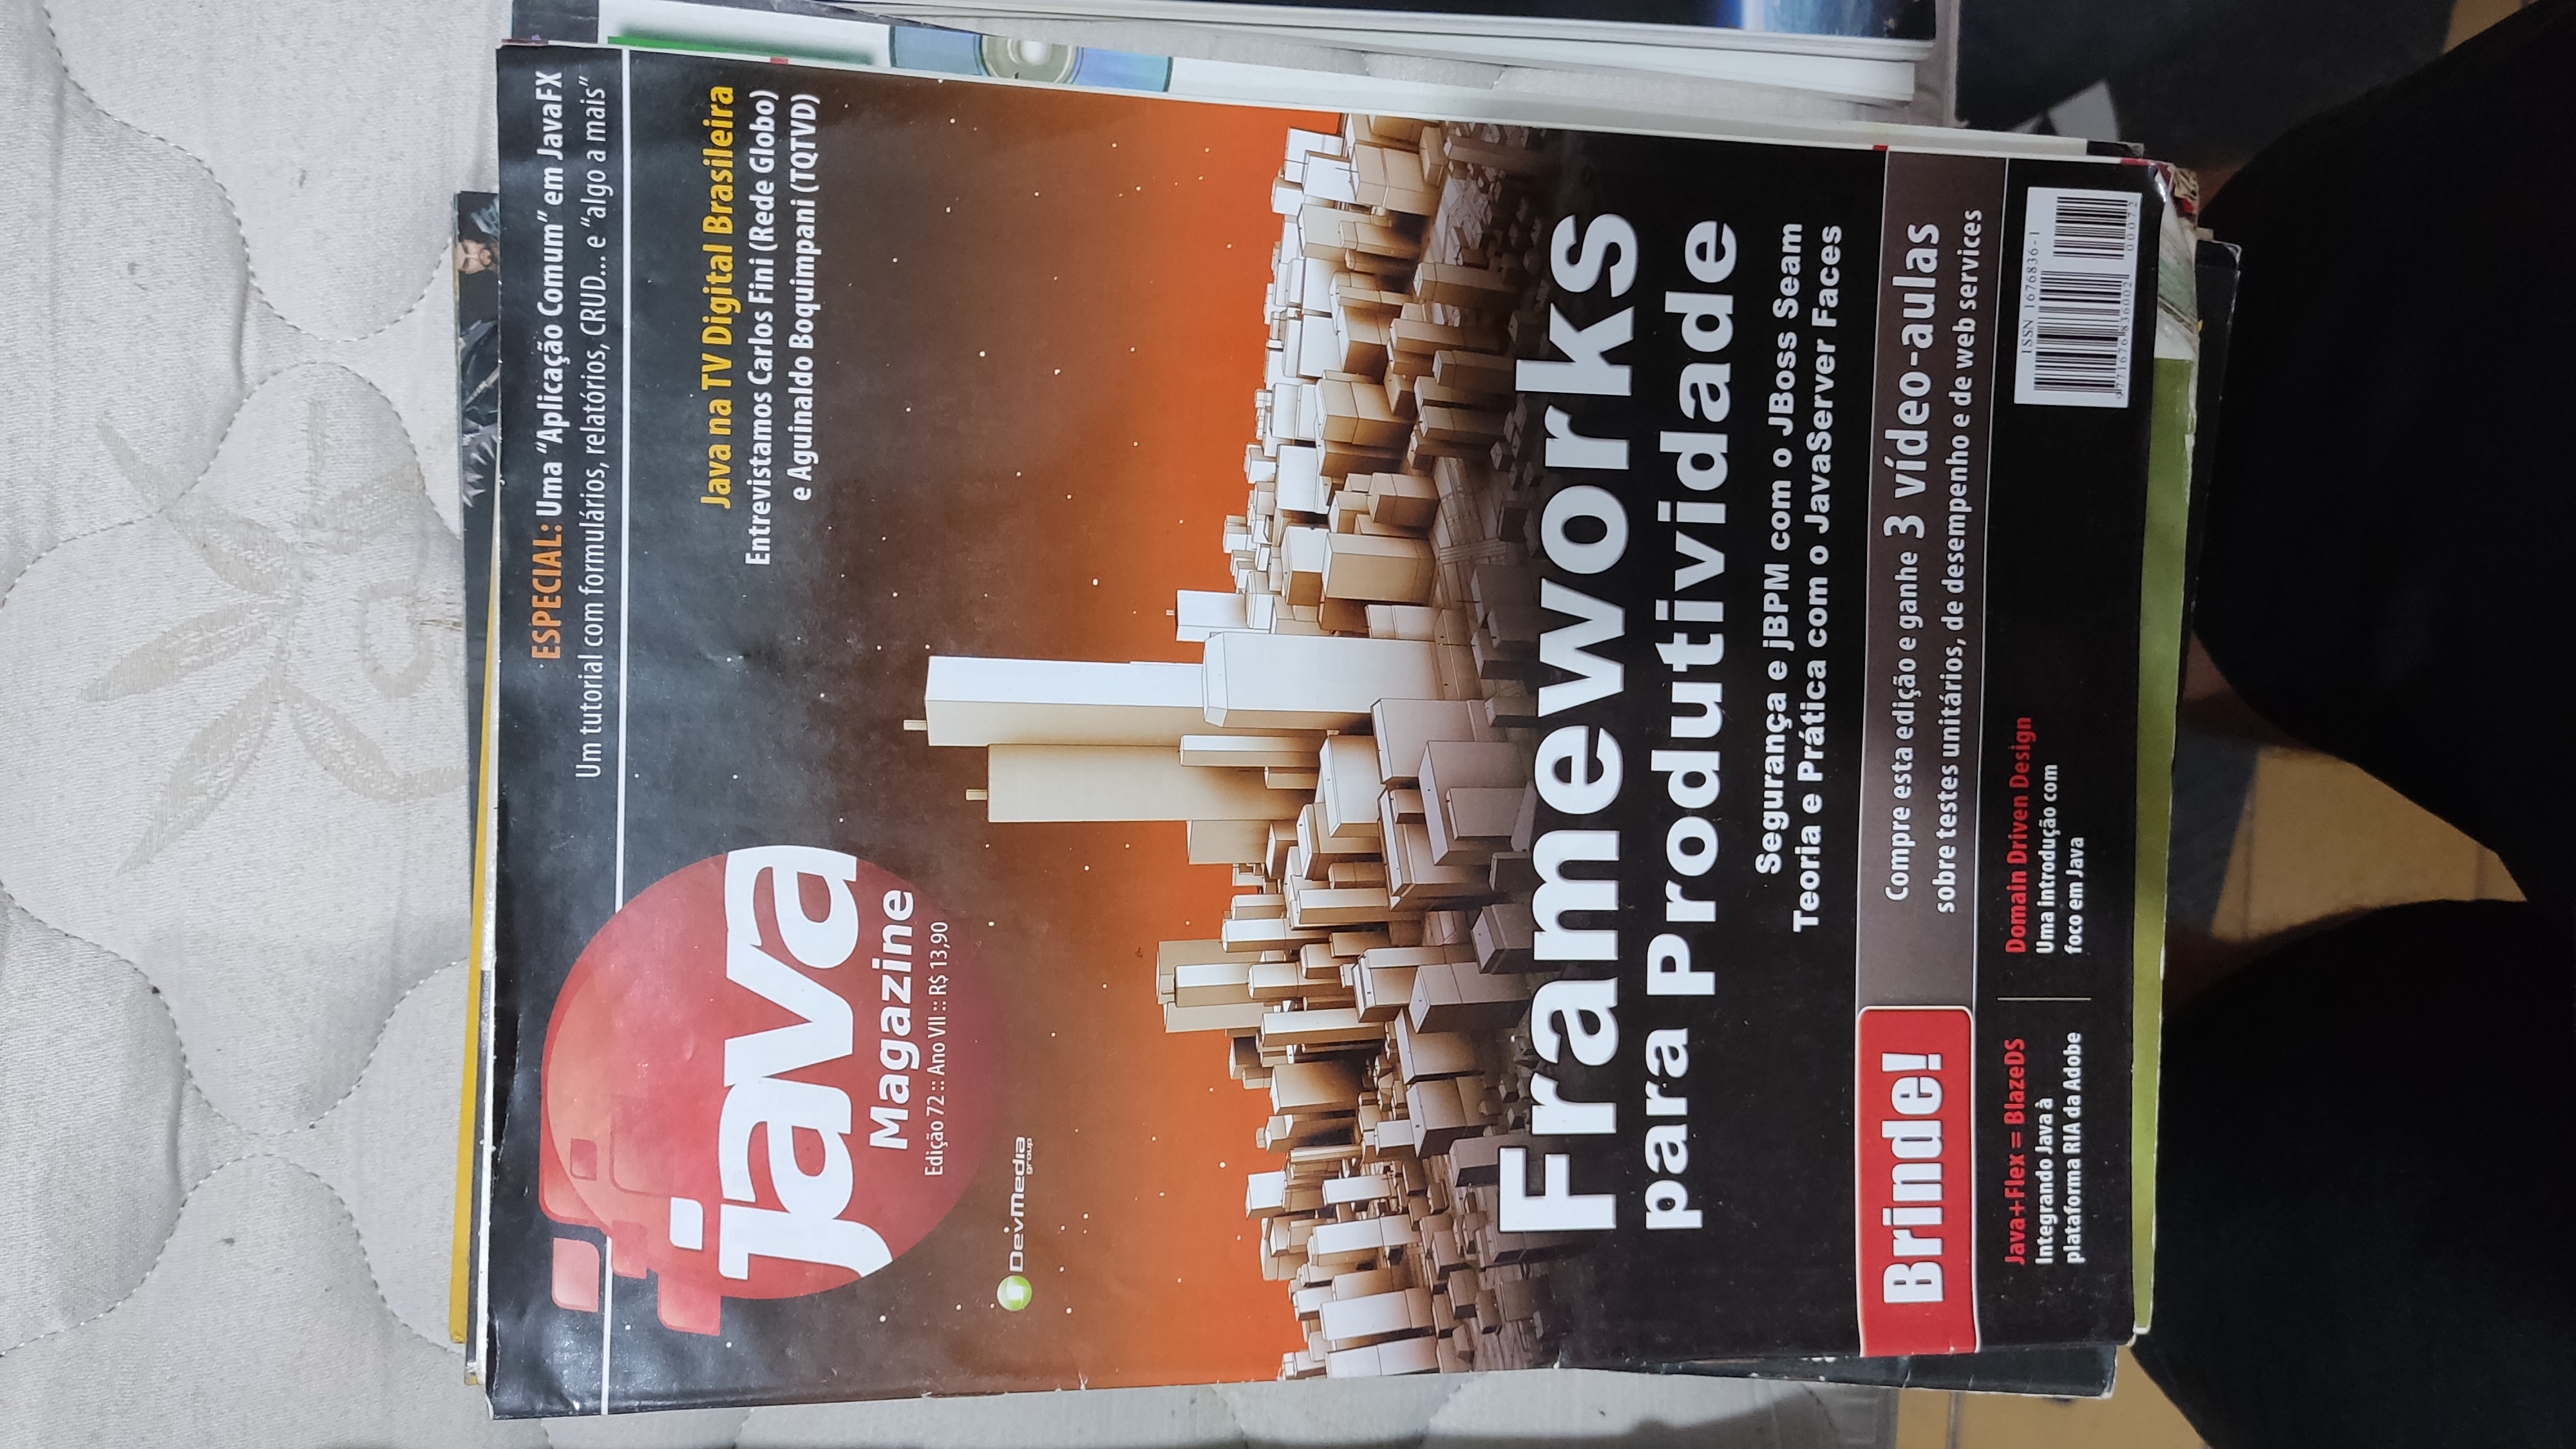 ESPECIAL: Uma "Aplicação Comum" em JavaFX
Um tutorial com formulários, relatórios, CRUD... e "algo a mais"
java
Magazine
Edição 72 :: Ano VII :: R$ 13,90
DevMedia
group
Java na TV Digital Brasileira
Entrevistamos Carlos Fini (Rede Globo)
e Aguinaldo Boquimpani (TQTVD)
Frameworks
para Produtividade
Segurança e jBPM com o JBoss Seam
Teoria e Prática com o JavaServer Faces
Brinde!
Compre esta edição e ganhe 3 vídeo-aulas
sobre testes unitários, de desempenho e de web services
Java+Flex = BlazeDS
Integrando Java à
plataforma RIA da Adobe
Domain Driven Design
Uma introdução com
foco em Java
ISSN 1676836-1
9771676836002 00072